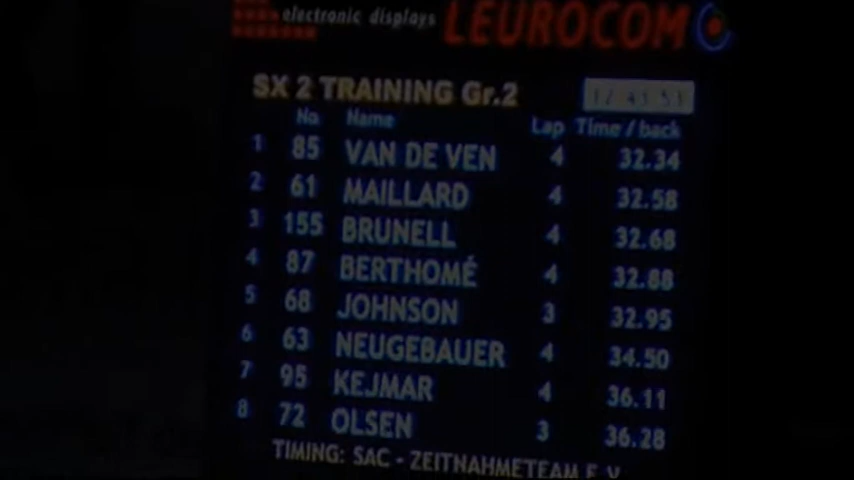 electronic displays LEUROCOM
SX 2 TRAINING Gr.2 12:43:53
No Name Lap Time / back
1 85 VAN DE VEN 4 32.34
2 61 MAILLARD 4 32.58
3 155 BRUNELL 4 32.68
4 87 BERTHOMÉ 4 32.88
5 68 JOHNSON 3 32.95
6 63 NEUGEBAUER 4 34.50
7 95 KEJMAR 4 36.11
8 72 OLSEN 3 36.28
TIMING: SAC - ZEITNAHMETEAM E.V.